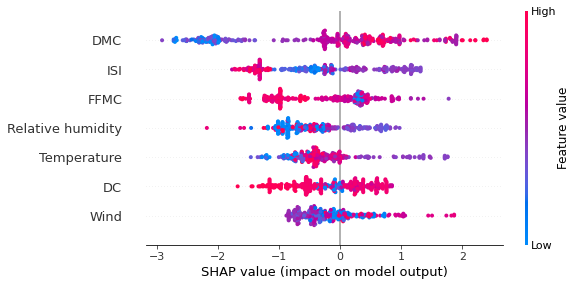 High
DMC
ISI
FFMC
Relative humidity
Temperature
DC
Wind
Feature value
Low
−3 −2 −1 0 1 2
SHAP value (impact on model output)